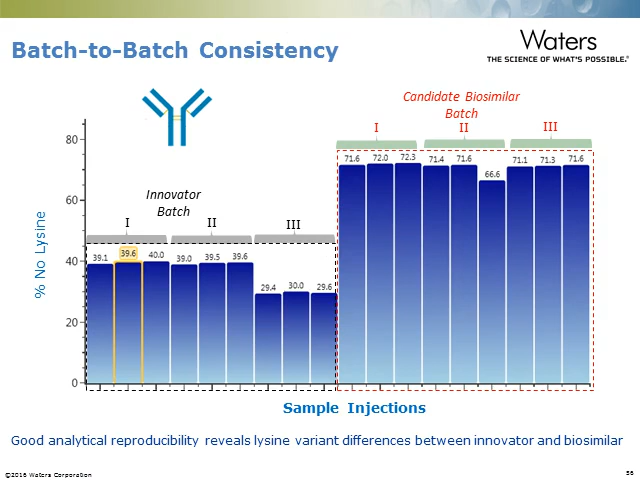 Batch-to-Batch Consistency
Waters
THE SCIENCE OF WHAT'S POSSIBLE.®
Candidate Biosimilar
Batch
I II III
80
71.6 72.0 72.3 71.4 71.6 66.6 71.1 71.3 71.6
60
Innovator
Batch
I II III
40
39.1 39.6 40.0 39.0 39.5 39.6 29.4 30.0 29.6
20
0
% No Lysine
Sample Injections
Good analytical reproducibility reveals lysine variant differences between innovator and biosimilar
©2016 Waters Corporation
56